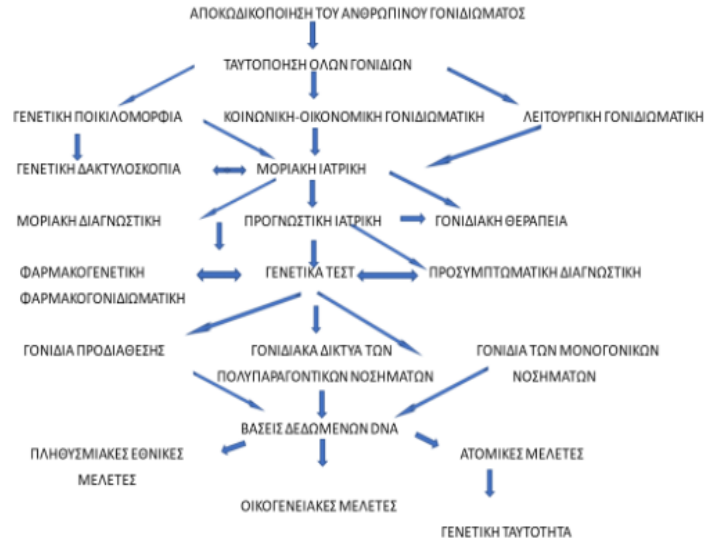 ΑΠΟΚΩΔΙΚΟΠΟΙΗΣΗ ΤΟΥ ΑΝΘΡΩΠΙΝΟΥ ΓΟΝΙΔΙΩΜΑΤΟΣ
ΤΑΥΤΟΠΟΗΣΗ ΟΛΩΝ ΓΟΝΙΔΙΩΝ
ΓΕΝΕΤΙΚΗ ΠΟΙΚΙΛΟΜΟΡΦΙΑ
ΚΟΙΝΩΝΙΚΗ-ΟΙΚΟΝΟΜΙΚΗ ΓΟΝΙΔΙΩΜΑΤΙΚΗ
ΛΕΙΤΟΥΡΓΙΚΗ ΓΟΝΙΔΙΩΜΑΤΙΚΗ
ΓΕΝΕΤΙΚΗ ΔΑΚΤΥΛΟΣΚΟΠΙΑ
ΜΟΡΙΑΚΗ ΙΑΤΡΙΚΗ
ΜΟΡΙΑΚΗ ΔΙΑΓΝΩΣΤΙΚΗ
ΠΡΟΓΝΩΣΤΙΚΗ ΙΑΤΡΙΚΗ
ΓΟΝΙΔΙΑΚΗ ΘΕΡΑΠΕΙΑ
ΦΑΡΜΑΚΟΓΕΝΕΤΙΚΗ
ΦΑΡΜΑΚΟΓΟΝΙΔΙΩΜΑΤΙΚΗ
ΓΕΝΕΤΙΚΑ ΤΕΣΤ
ΠΡΟΣΥΜΠΤΩΜΑΤΙΚΗ ΔΙΑΓΝΩΣΤΙΚΗ
ΓΟΝΙΔΙΑ ΠΡΟΔΙΑΘΕΣΗΣ
ΓΟΝΙΔΙΑΚΑ ΔΙΚΤΥΑ ΤΩΝ
ΠΟΛΥΠΑΡΑΓΟΝΤΙΚΩΝ ΝΟΣΗΜΑΤΩΝ
ΓΟΝΙΔΙΑ ΤΩΝ ΜΟΝΟΓΟΝΙΚΩΝ
ΝΟΣΗΜΑΤΩΝ
ΒΑΣΕΙΣ ΔΕΔΟΜΕΝΩΝ DNA
ΠΛΗΘΥΣΜΙΑΚΕΣ ΕΘΝΙΚΕΣ
ΜΕΛΕΤΕΣ
ΑΤΟΜΙΚΕΣ ΜΕΛΕΤΕΣ
ΟΙΚΟΓΕΝΕΙΑΚΕΣ ΜΕΛΕΤΕΣ
ΓΕΝΕΤΙΚΗ ΤΑΥΤΟΤΗΤΑ